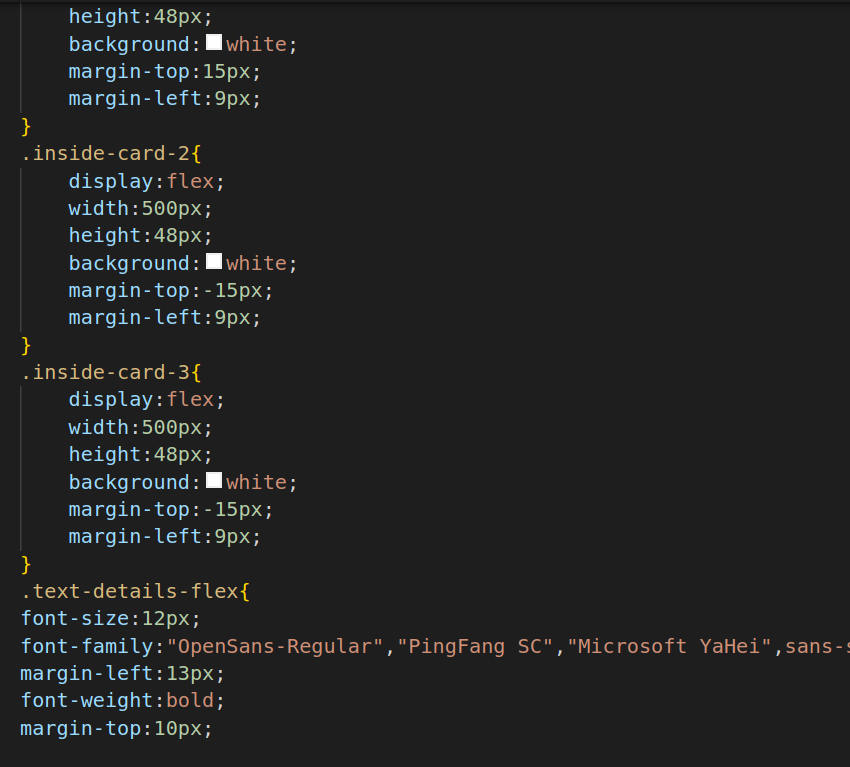 height:48px;
background:white;
margin-top:15px;
margin-left:9px;
}
.inside-card-2{
display:flex;
width:500px;
height:48px;
background:white;
margin-top:-15px;
margin-left:9px;
}
.inside-card-3{
display:flex;
width:500px;
height:48px;
background:white;
margin-top:-15px;
margin-left:9px;
}
.text-details-flex{
font-size:12px;
font-family:"OpenSans-Regular","PingFang SC","Microsoft YaHei",sans-s
margin-left:13px;
font-weight:bold;
margin-top:10px;